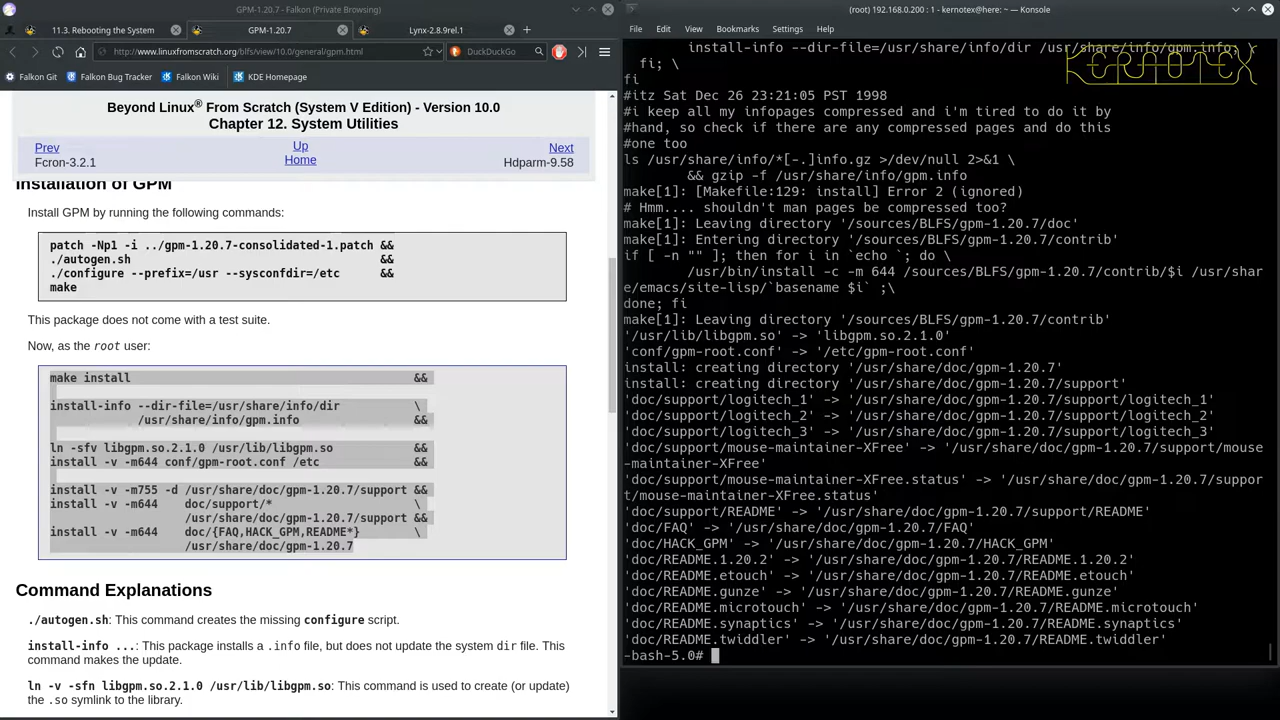 GPM-1.20.7 - Falkon (Private Browsing)
11.3. Rebooting the System
GPM-1.20.7
Lynx-2.8.9rel.1
http://www.linuxfromscratch.org/blfs/view/10.0/general/gpm.html
DuckDuckGo
Falkon Git
Falkon Bug Tracker
Falkon Wiki
KDE Homepage
Beyond Linux® From Scratch (System V Edition) - Version 10.0
Chapter 12. System Utilities
Prev
Up
Next
Fcron-3.2.1
Home
Hdparm-9.58
Installation of GPM
Install GPM by running the following commands:
patch -Np1 -i ../gpm-1.20.7-consolidated-1.patch &&
./autogen.sh &&
./configure --prefix=/usr --sysconfdir=/etc &&
make
This package does not come with a test suite.
Now, as the root user:
make install &&
install-info --dir-file=/usr/share/info/dir \
/usr/share/info/gpm.info &&
ln -sfv libgpm.so.2.1.0 /usr/lib/libgpm.so &&
install -v -m644 conf/gpm-root.conf /etc &&
install -v -m755 -d /usr/share/doc/gpm-1.20.7/support &&
install -v -m644 doc/support/* \
/usr/share/doc/gpm-1.20.7/support &&
install -v -m644 doc/{FAQ,HACK_GPM,README*} \
/usr/share/doc/gpm-1.20.7
Command Explanations
./autogen.sh: This command creates the missing configure script.
install-info ...: This package installs a .info file, but does not update the system dir file. This
command makes the update.
ln -v -sfn libgpm.so.2.1.0 /usr/lib/libgpm.so: This command is used to create (or update)
the .so symlink to the library.
(root) 192.168.0.200 : 1 - kernotex@here: ~ — Konsole
File Edit View Bookmarks Settings Help
KERNOTEX
install-info --dir-file=/usr/share/info/dir /usr/share/info/gpm.info; \
fi; \
fi
#itz Sat Dec 26 23:21:05 PST 1998
#i keep all my infopages compressed and i'm tired to do it by
#hand, so check if there are any compressed pages and do this
#one too
ls /usr/share/info/*[-.]info.gz >/dev/null 2>&1 \
&& gzip -f /usr/share/info/gpm.info
make[1]: [Makefile:129: install] Error 2 (ignored)
# Hmm.... shouldn't man pages be compressed too?
make[1]: Leaving directory '/sources/BLFS/gpm-1.20.7/doc'
make[1]: Entering directory '/sources/BLFS/gpm-1.20.7/contrib'
if [ -n "" ]; then for i in `echo `; do \
/usr/bin/install -c -m 644 /sources/BLFS/gpm-1.20.7/contrib/$i /usr/shar
e/emacs/site-lisp/`basename $i` ;\
done; fi
make[1]: Leaving directory '/sources/BLFS/gpm-1.20.7/contrib'
'/usr/lib/libgpm.so' -> 'libgpm.so.2.1.0'
'conf/gpm-root.conf' -> '/etc/gpm-root.conf'
install: creating directory '/usr/share/doc/gpm-1.20.7'
install: creating directory '/usr/share/doc/gpm-1.20.7/support'
'doc/support/logitech_1' -> '/usr/share/doc/gpm-1.20.7/support/logitech_1'
'doc/support/logitech_2' -> '/usr/share/doc/gpm-1.20.7/support/logitech_2'
'doc/support/logitech_3' -> '/usr/share/doc/gpm-1.20.7/support/logitech_3'
'doc/support/mouse-maintainer-XFree' -> '/usr/share/doc/gpm-1.20.7/support/mouse
-maintainer-XFree'
'doc/support/mouse-maintainer-XFree.status' -> '/usr/share/doc/gpm-1.20.7/suppor
t/mouse-maintainer-XFree.status'
'doc/support/README' -> '/usr/share/doc/gpm-1.20.7/support/README'
'doc/FAQ' -> '/usr/share/doc/gpm-1.20.7/FAQ'
'doc/HACK_GPM' -> '/usr/share/doc/gpm-1.20.7/HACK_GPM'
'doc/README.1.20.2' -> '/usr/share/doc/gpm-1.20.7/README.1.20.2'
'doc/README.etouch' -> '/usr/share/doc/gpm-1.20.7/README.etouch'
'doc/README.gunze' -> '/usr/share/doc/gpm-1.20.7/README.gunze'
'doc/README.microtouch' -> '/usr/share/doc/gpm-1.20.7/README.microtouch'
'doc/README.synaptics' -> '/usr/share/doc/gpm-1.20.7/README.synaptics'
'doc/README.twiddler' -> '/usr/share/doc/gpm-1.20.7/README.twiddler'
-bash-5.0#